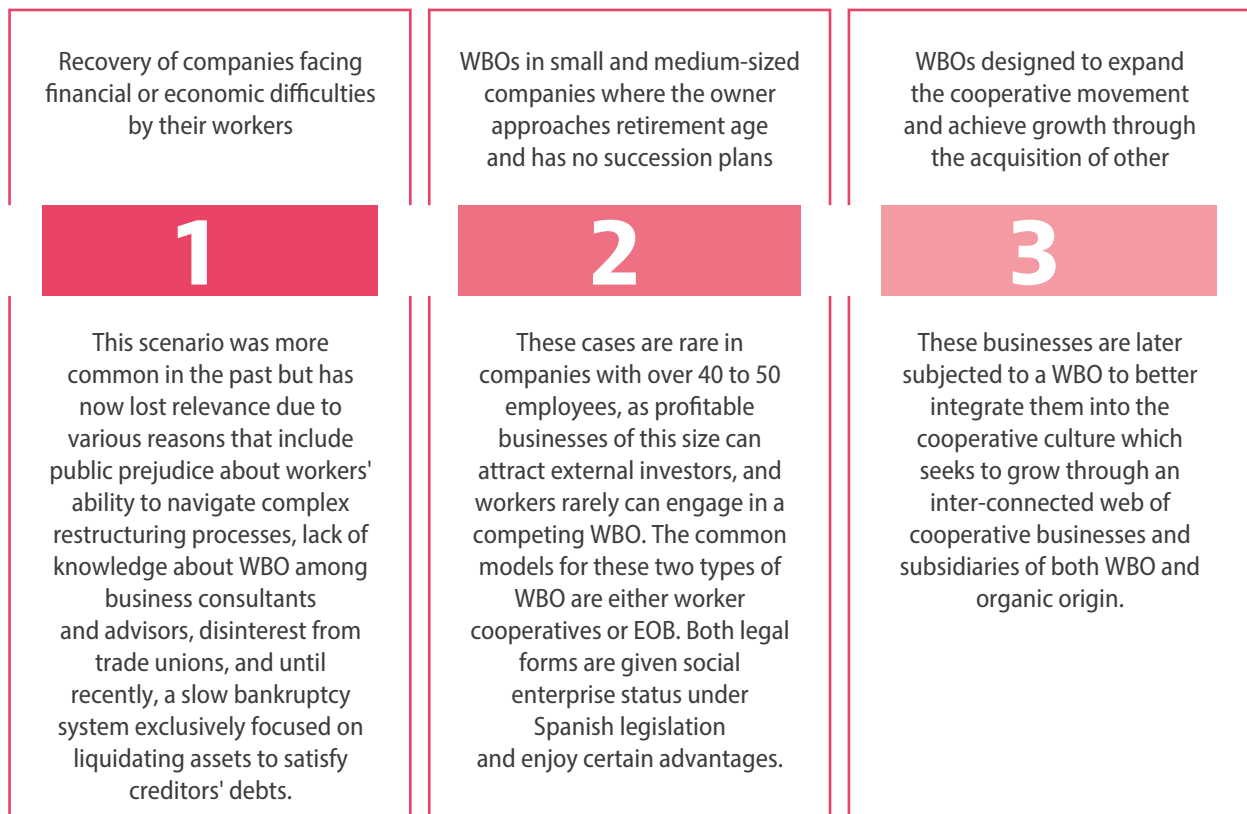 Recovery of companies facing
financial or economic difficulties
by their workers
1
This scenario was more
common in the past but has
now lost relevance due to
various reasons that include
public prejudice about workers'
ability to navigate complex
restructuring processes, lack of
knowledge about WBO among
business consultants
and advisors, disinterest from
trade unions, and until
recently, a slow bankruptcy
system exclusively focused on
liquidating assets to satisfy
creditors' debts.
WBOs in small and medium-sized
companies where the owner
approaches retirement age
and has no succession plans
2
These cases are rare in
companies with over 40 to 50
employees, as profitable
businesses of this size can
attract external investors, and
workers rarely can engage in a
competing WBO. The common
models for these two types of
WBO are either worker
cooperatives or EOB. Both legal
forms are given social
enterprise status under
Spanish legislation
and enjoy certain advantages.
WBOs designed to expand
the cooperative movement
and achieve growth through
the acquisition of other
3
These businesses are later
subjected to a WBO to better
integrate them into the
cooperative culture which
seeks to grow through an
inter-connected web of
cooperative businesses and
subsidiaries of both WBO and
organic origin.